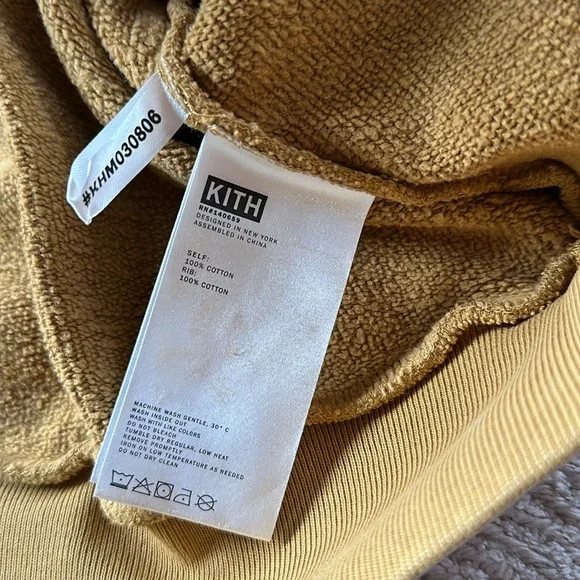 #KHM030806
KITH
RN#140659
DESIGNED IN NEW YORK
ASSEMBLED IN CHINA
SELF:
100% COTTON
RIB:
100% COTTON
MACHINE WASH GENTLE, 30° C
WASH INSIDE OUT
WASH WITH LIKE COLORS
DO NOT BLEACH
TUMBLE DRY REGULAR, LOW HEAT
REMOVE PROMPTLY
IRON ON LOW TEMPERATURE AS NEEDED
DO NOT DRY CLEAN